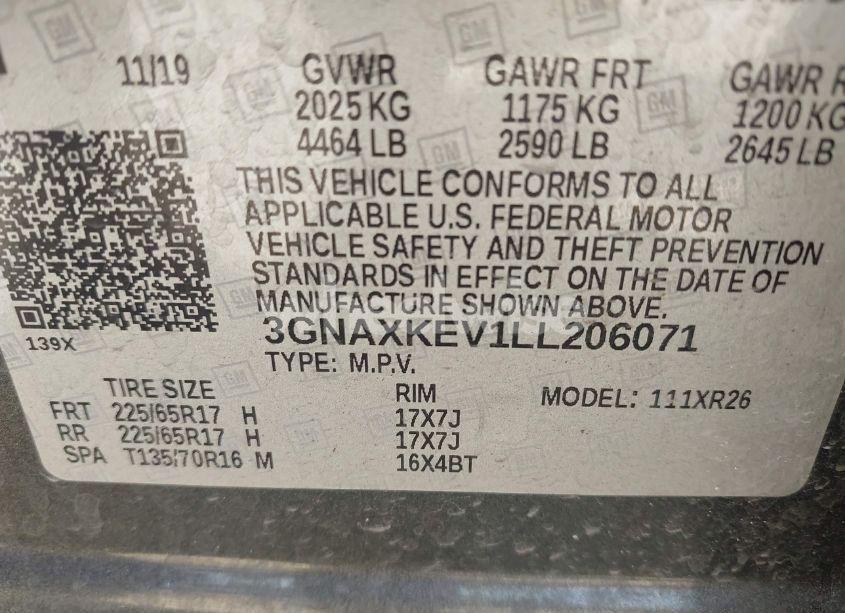 11/19 GVWR GAWR FRT GAWR R
2025 KG 1175 KG 1200 KG
4464 LB 2590 LB 2645 LB
THIS VEHICLE CONFORMS TO ALL
APPLICABLE U.S. FEDERAL MOTOR
VEHICLE SAFETY AND THEFT PREVENTION
STANDARDS IN EFFECT ON THE DATE OF
MANUFACTURE SHOWN ABOVE.
3GNAXKEV1LL206071
139X
TYPE: M.P.V.
TIRE SIZE RIM MODEL: 111XR26
FRT 225/65R17 H 17X7J
RR 225/65R17 H 17X7J
SPA T135/70R16 M 16X4BT
GM